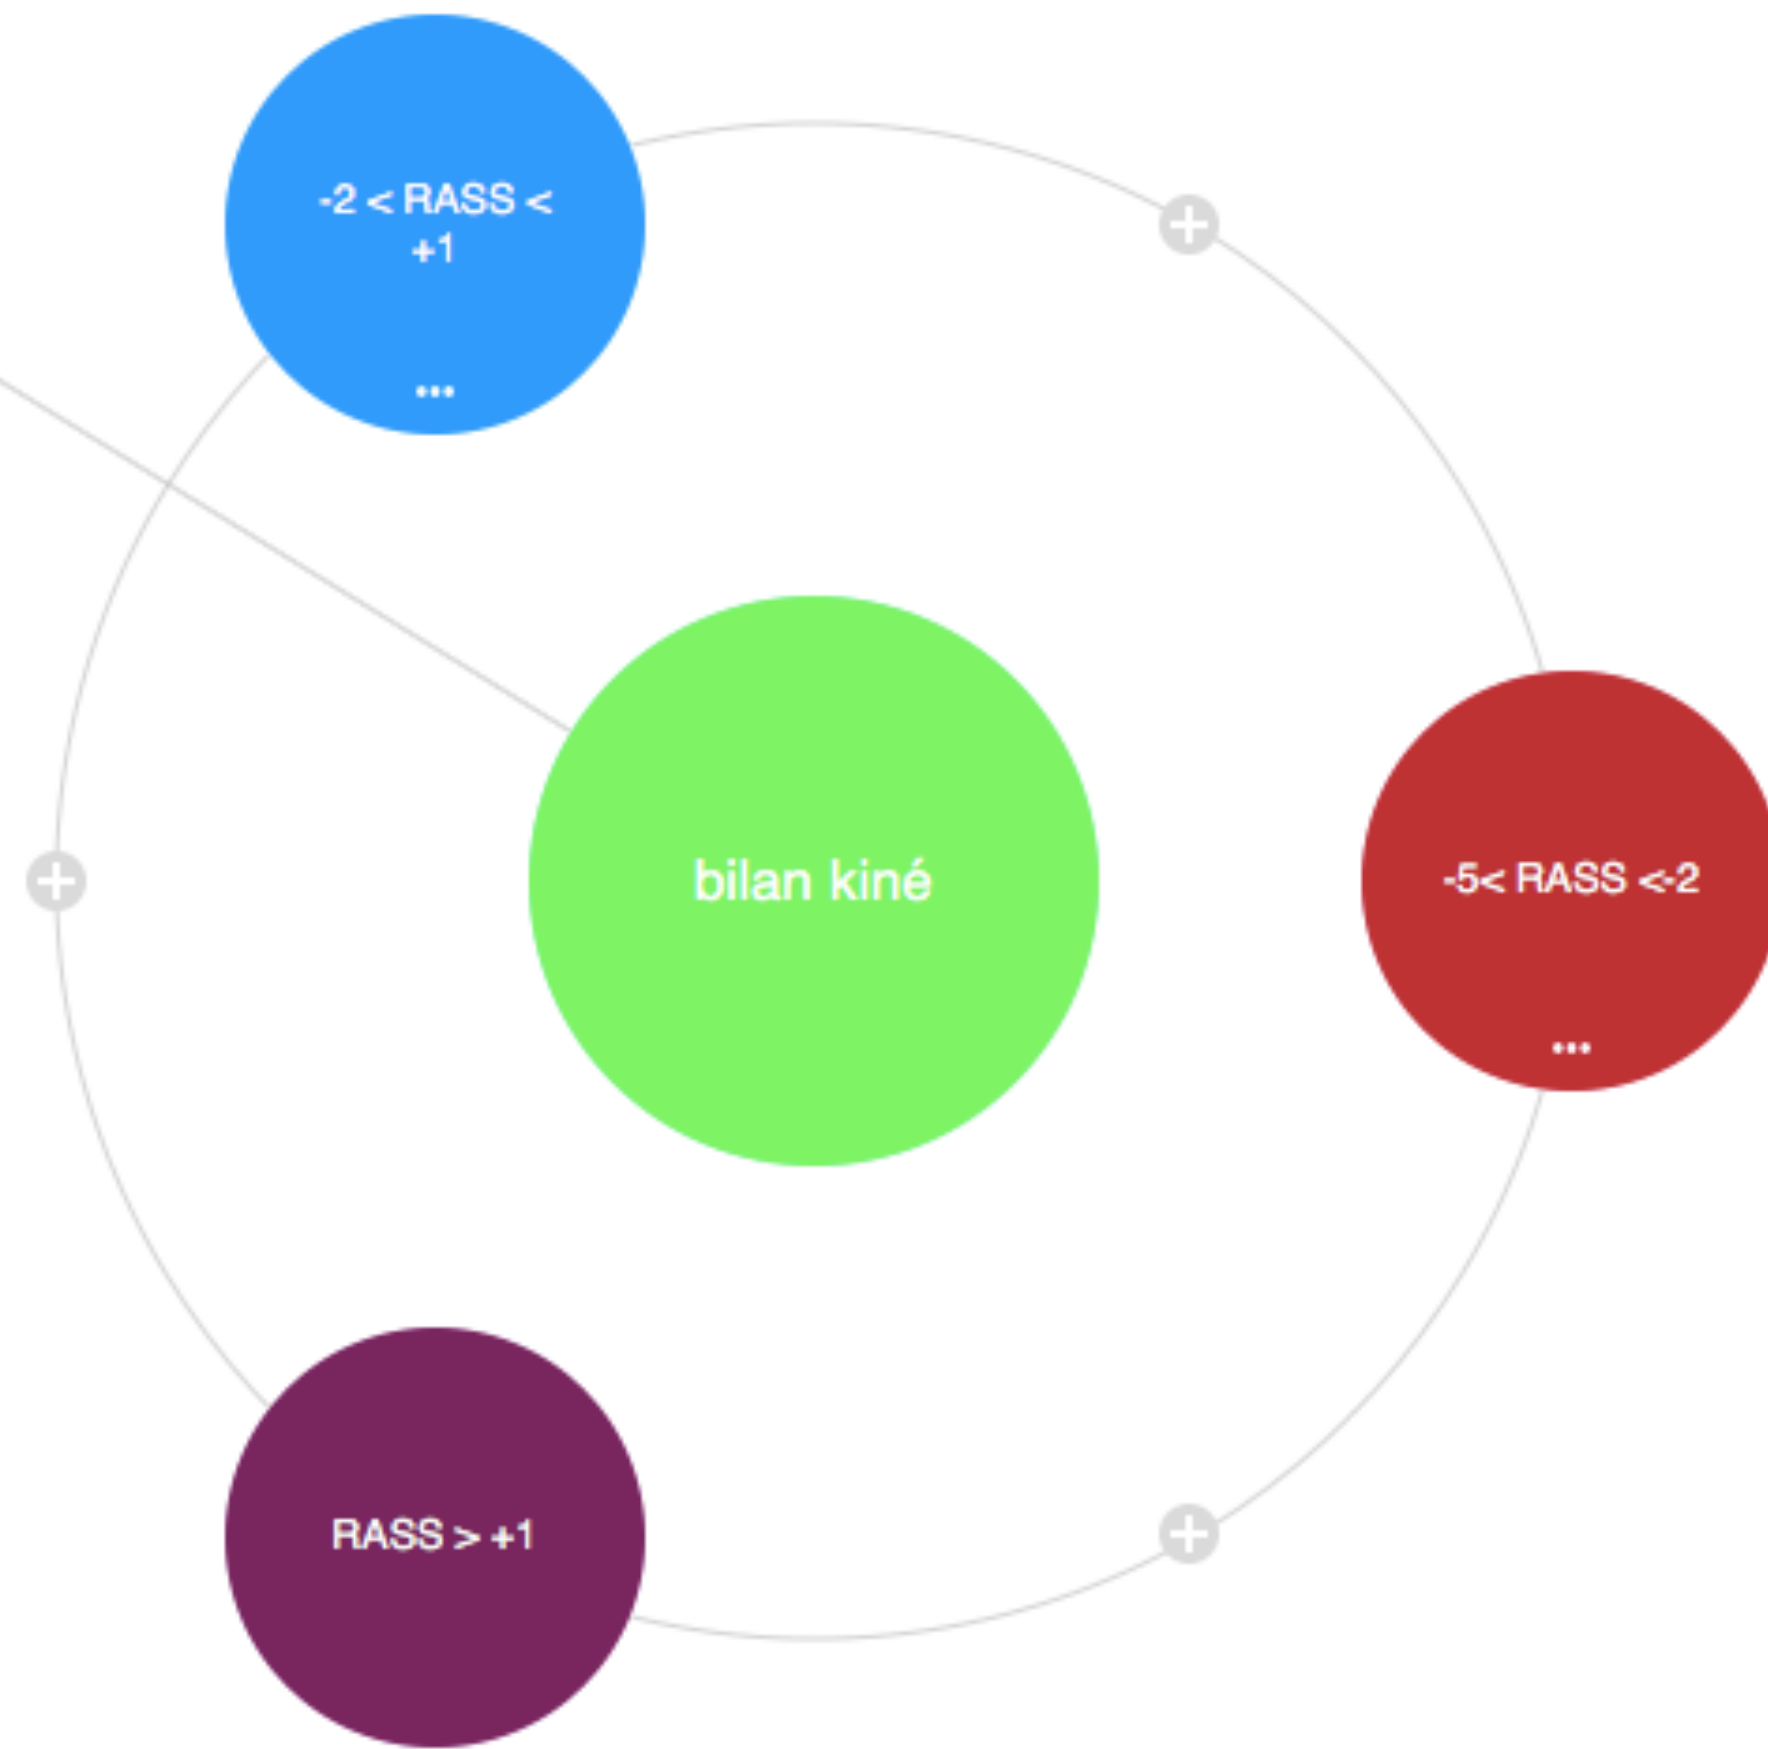 -2 < RASS <
+1
...
bilan kiné
-5< RASS <-2
...
RASS > +1